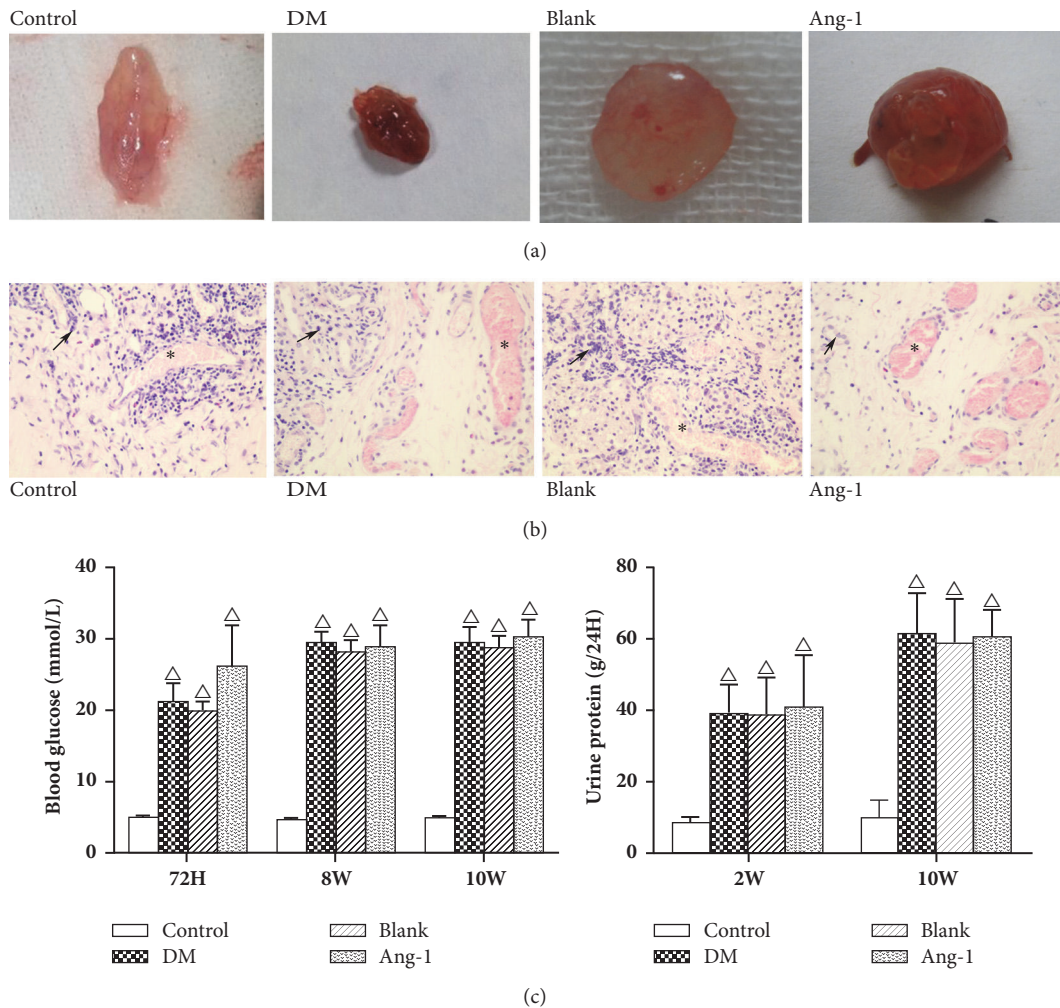 Control DM Blank Ang-1
(a)
* * * *
Control DM Blank Ang-1
(b)
Blood glucose (mmol/L)
40
30
20
10
0
△ △ △ △ △ △ △ △ △
72H 8W 10W
Control Blank
DM Ang-1
Urine protein (g/24H)
80
60
40
20
0
△ △ △ △ △ △
2W 10W
Control Blank
DM Ang-1
(c)